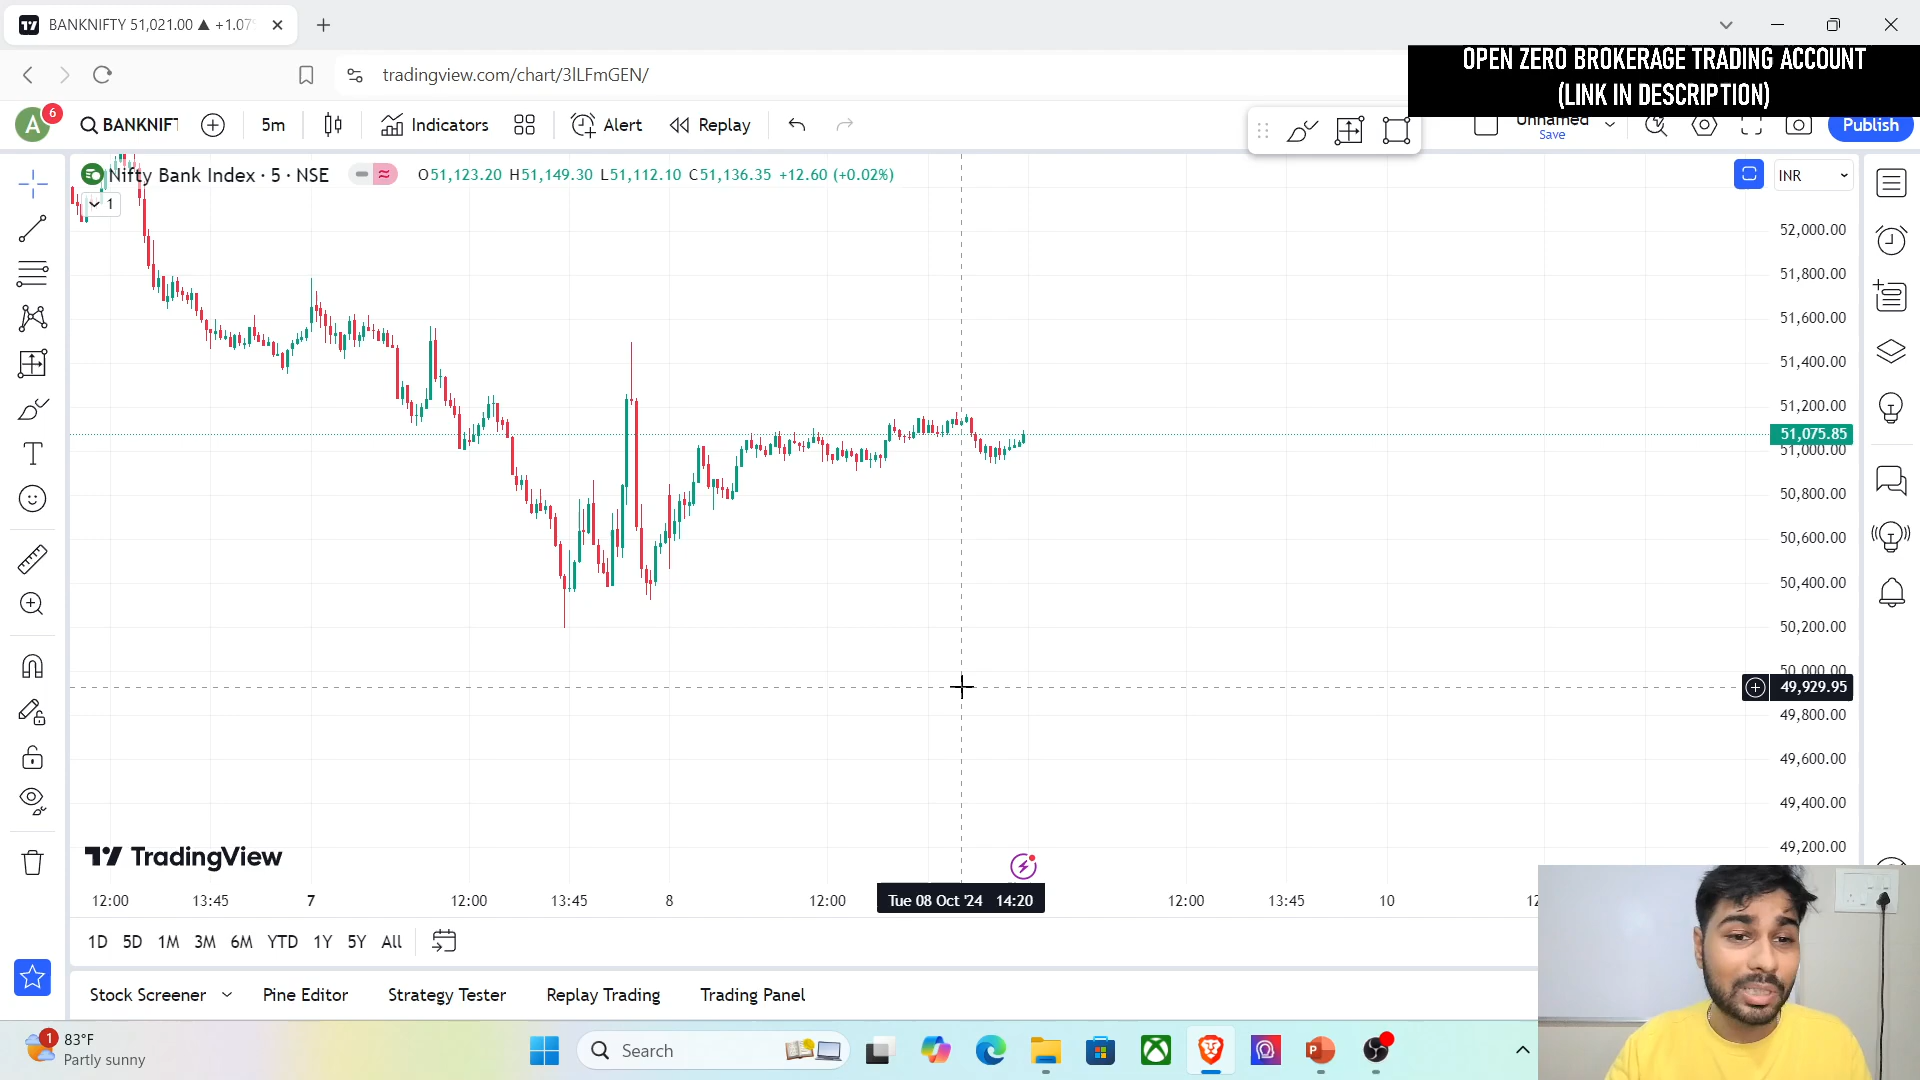 BANKNIFTY 51,021.00 ▲ +1.07
OPEN ZERO BROKERAGE TRADING ACCOUNT
(LINK IN DESCRIPTION)
tradingview.com/chart/3lLFmGEN/
A
6
BANKNIFT
5m
Indicators
Alert
Replay
Unnamed
Save
Publish
Nifty Bank Index · 5 · NSE
O51,123.20 H51,149.30 L51,112.10 C51,136.35 +12.60 (+0.02%)
INR
1
52,000.00
51,800.00
51,600.00
51,400.00
51,200.00
51,075.85
51,000.00
50,800.00
50,600.00
50,400.00
50,200.00
50,000.00
49,929.95
49,800.00
49,600.00
49,400.00
49,200.00
TradingView
12:00 13:45 7 12:00 13:45 8 12:00 Tue 08 Oct '24 14:20 12:00 13:45 10
1D 5D 1M 3M 6M YTD 1Y 5Y All
Stock Screener Pine Editor Strategy Tester Replay Trading Trading Panel
1
83°F
Partly sunny
Search